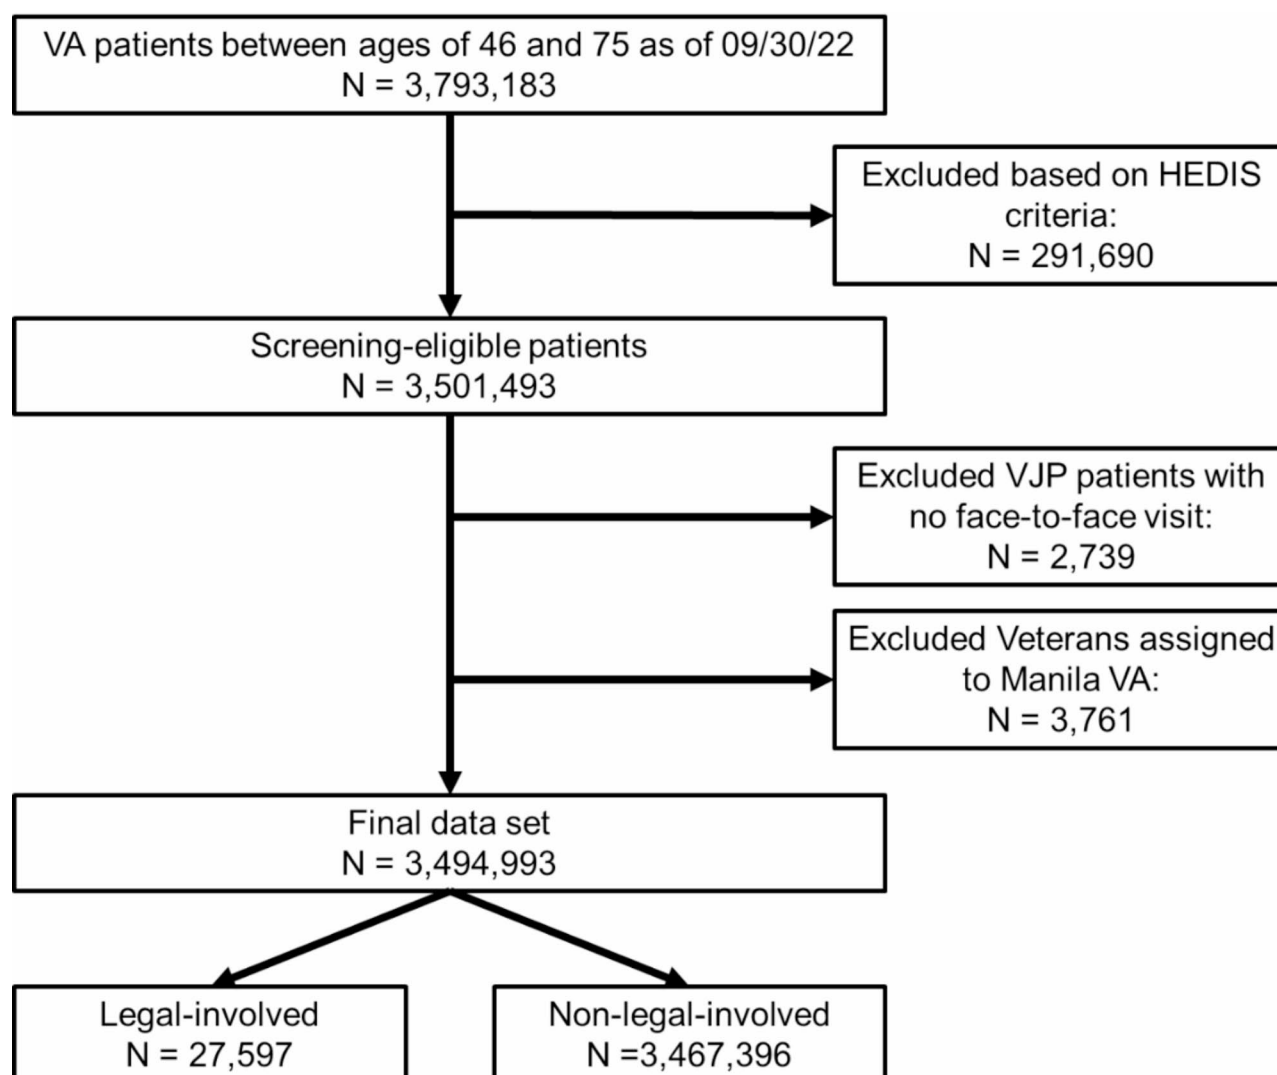 VA patients between ages of 46 and 75 as of 09/30/22
N = 3,793,183
Excluded based on HEDIS
criteria:
N = 291,690
Screening-eligible patients
N = 3,501,493
Excluded VJP patients with
no face-to-face visit:
N = 2,739
Excluded Veterans assigned
to Manila VA:
N = 3,761
Final data set
N = 3,494,993
Legal-involved
N = 27,597
Non-legal-involved
N =3,467,396